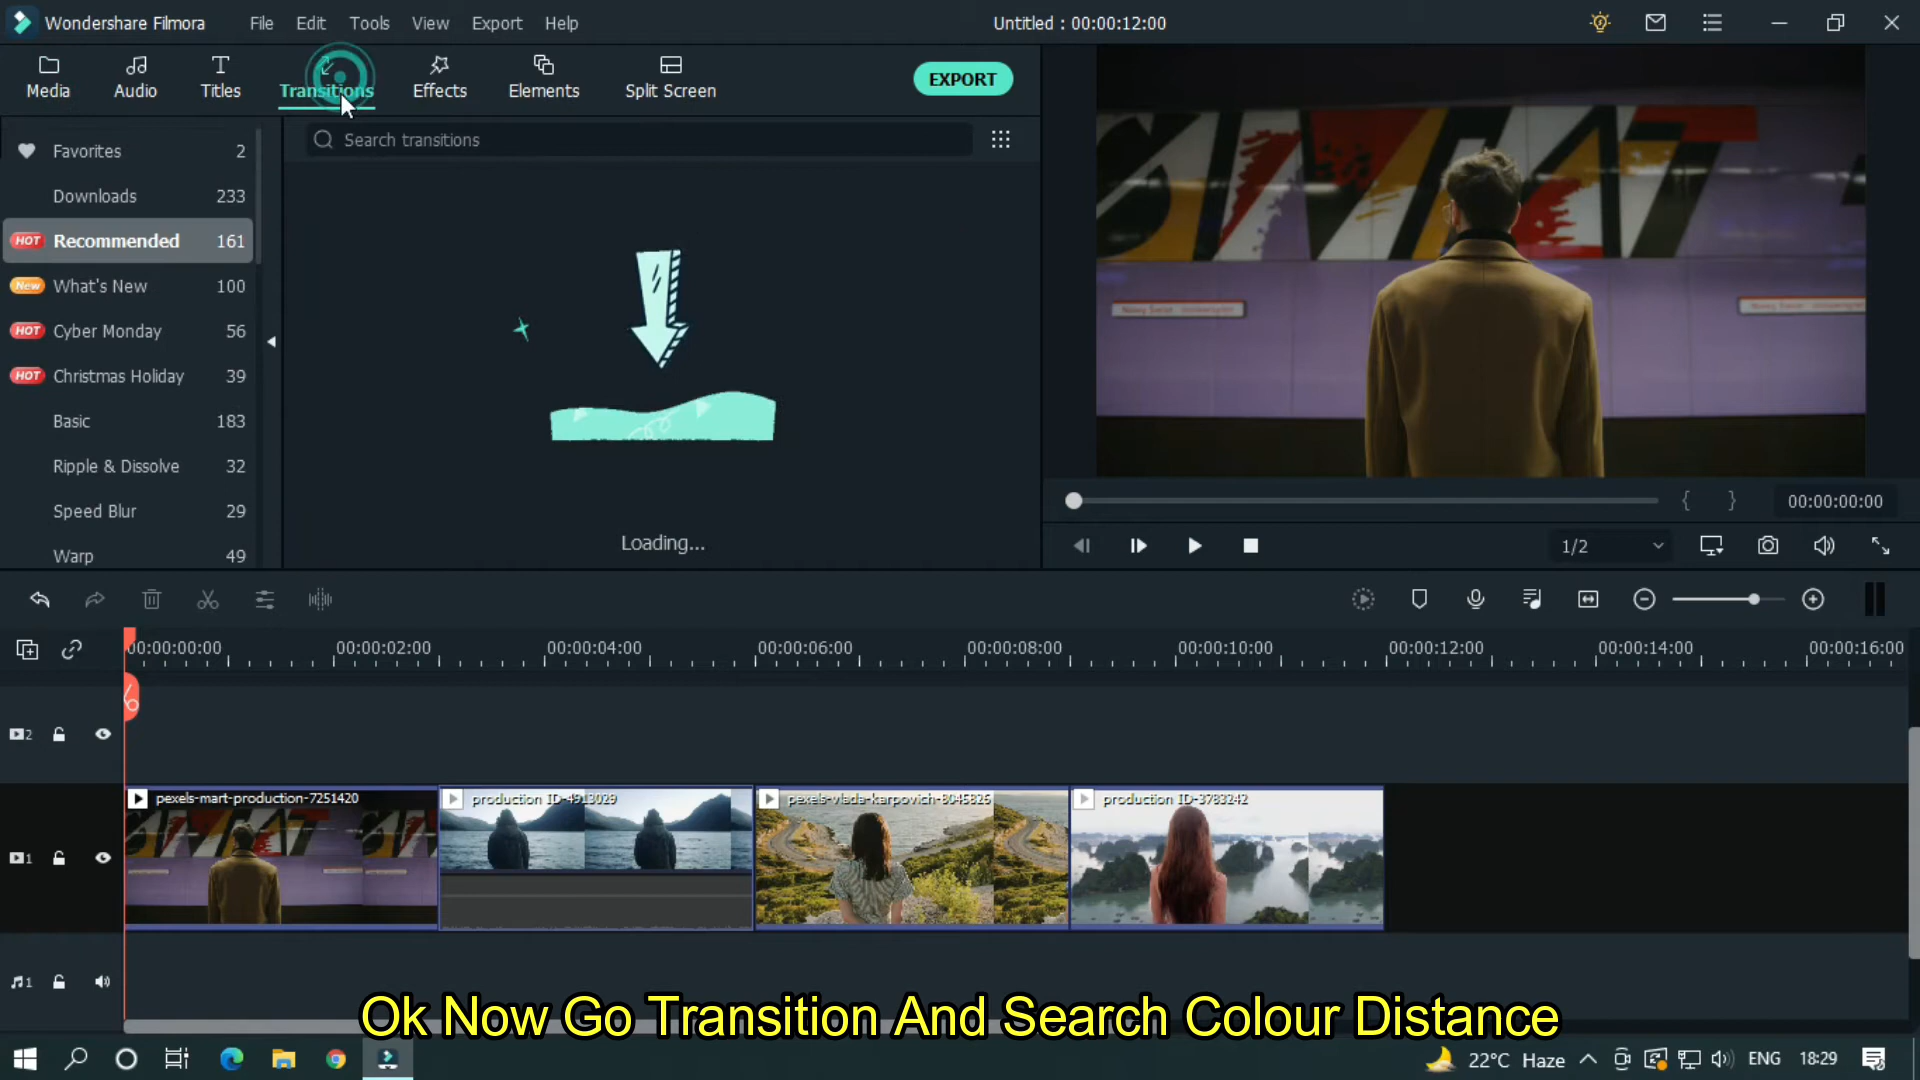 Wondershare Filmora
File Edit Tools View Export Help
Untitled : 00:00:12:00
Media Audio Titles Transitions Effects Elements Split Screen
EXPORT
Search transitions
Favorites 2
Downloads 233
HOT Recommended 161
New What's New 100
HOT Cyber Monday 56
HOT Christmas Holiday 39
Basic 183
Ripple & Dissolve 32
Speed Blur 29
Warp 49
Loading...
{ } 00:00:00:00
1/2
00:00:00:00 00:00:02:00 00:00:04:00 00:00:06:00 00:00:08:00 00:00:10:00 00:00:12:00 00:00:14:00 00:00:16:00
2
1
pexels-mart-production-7251420
production ID-4913029
pexels-vlada-karpovich-8045826
production ID-3783242
1
Ok Now Go Transition And Search Colour Distance
22°C Haze
ENG 18:29